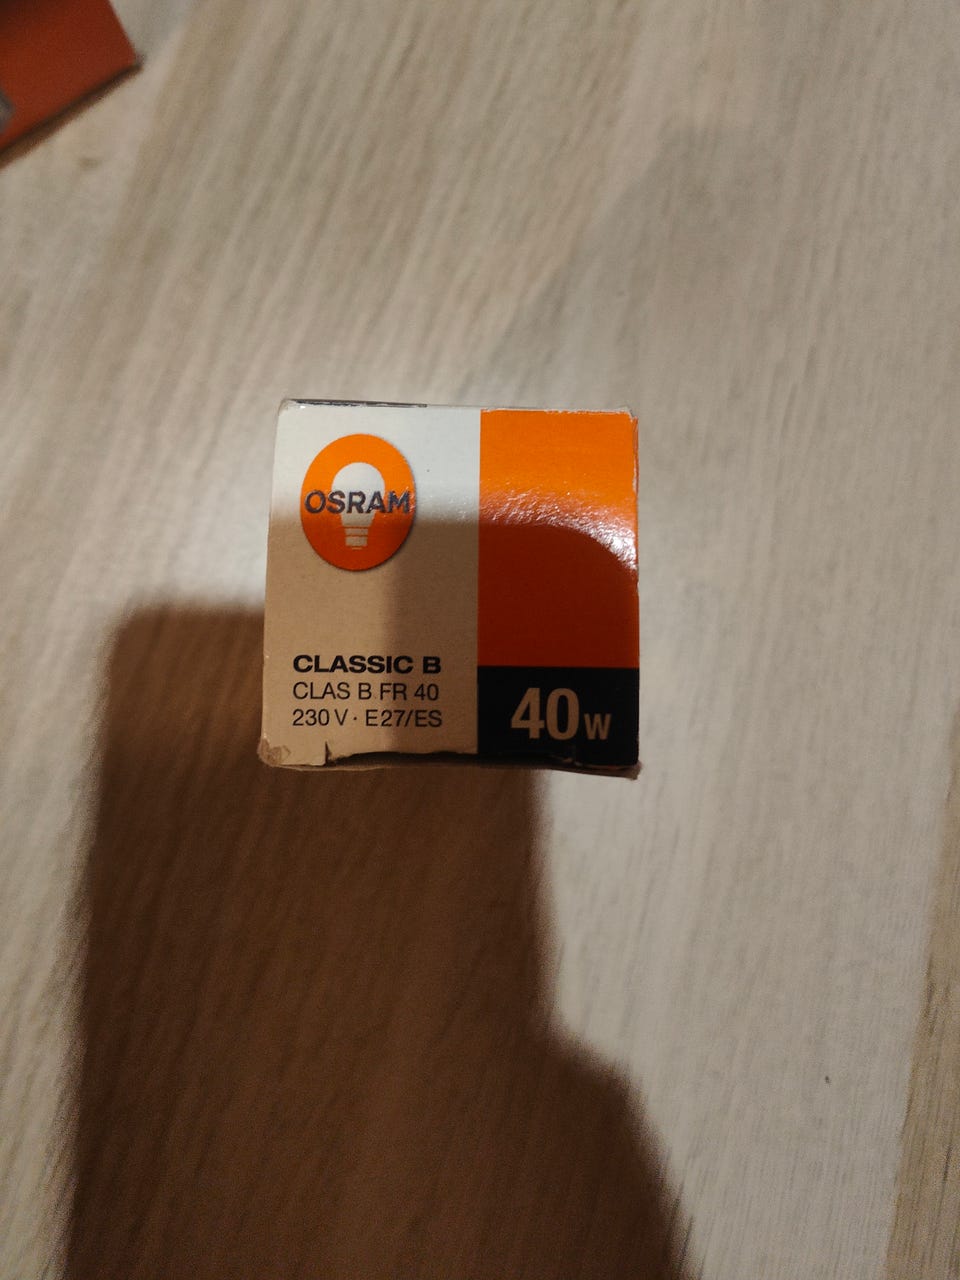 OSRAM
CLASSIC B
CLAS B FR 40
230 V · E27/ES
40W